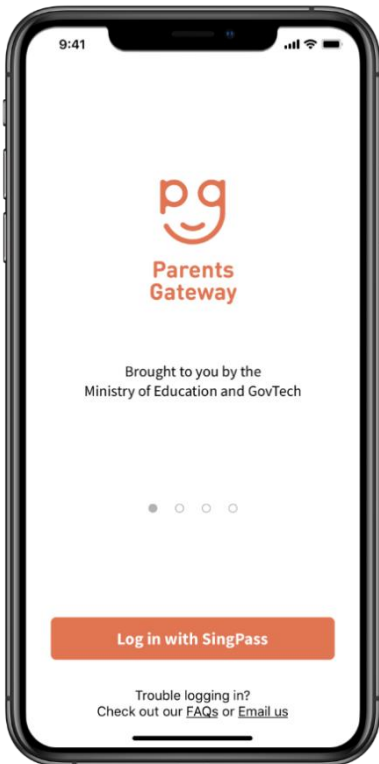 9:41
pg
Parents
Gateway
Brought to you by the
Ministry of Education and GovTech
Log in with SingPass
Trouble logging in?
Check out our FAQs or Email us